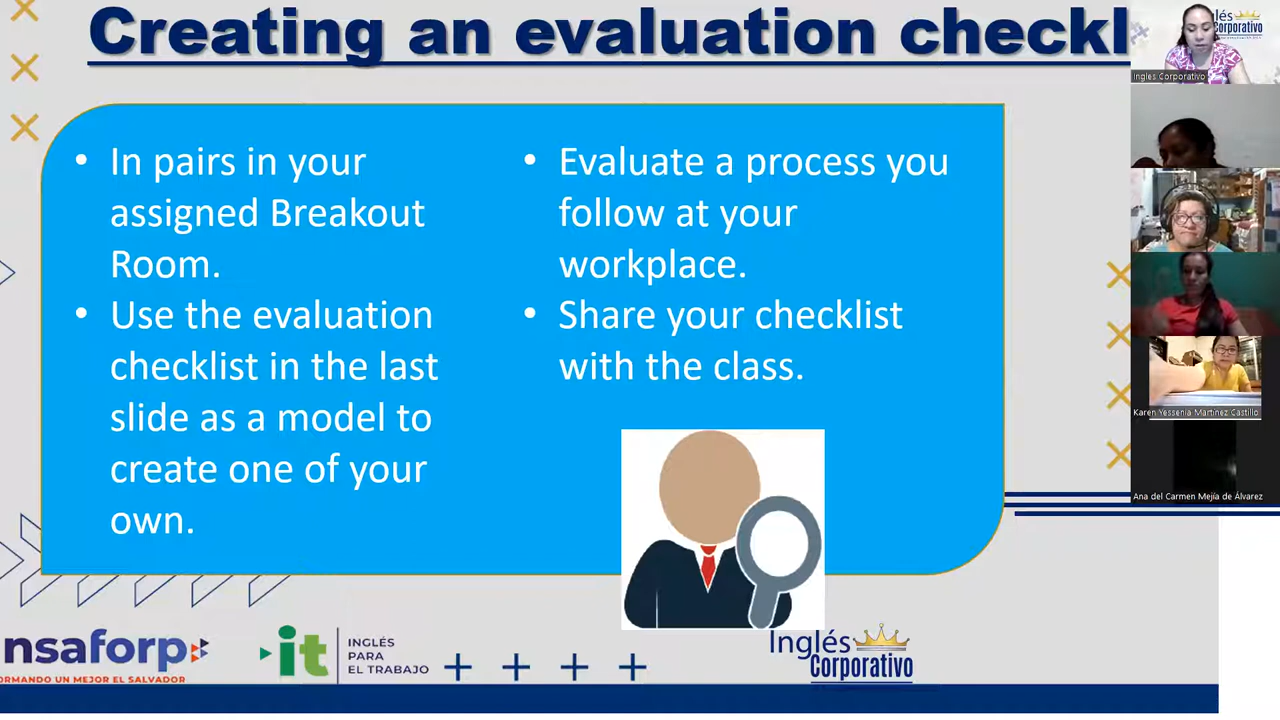 Creating an evaluation checkl
• In pairs in your
assigned Breakout
Room.
• Use the evaluation
checklist in the last
slide as a model to
create one of your
own.
• Evaluate a process you
follow at your
workplace.
• Share your checklist
with the class.
nsaforp
ORMANDO UN MEJOR EL SALVADOR
it
INGLÉS
PARA
EL TRABAJO
Inglés
Corporativo
lés
Corporativo
Ingles Corporativo
Karen Yessenia Martinez Castillo
Ana del Carmen Mejía de Álvarez